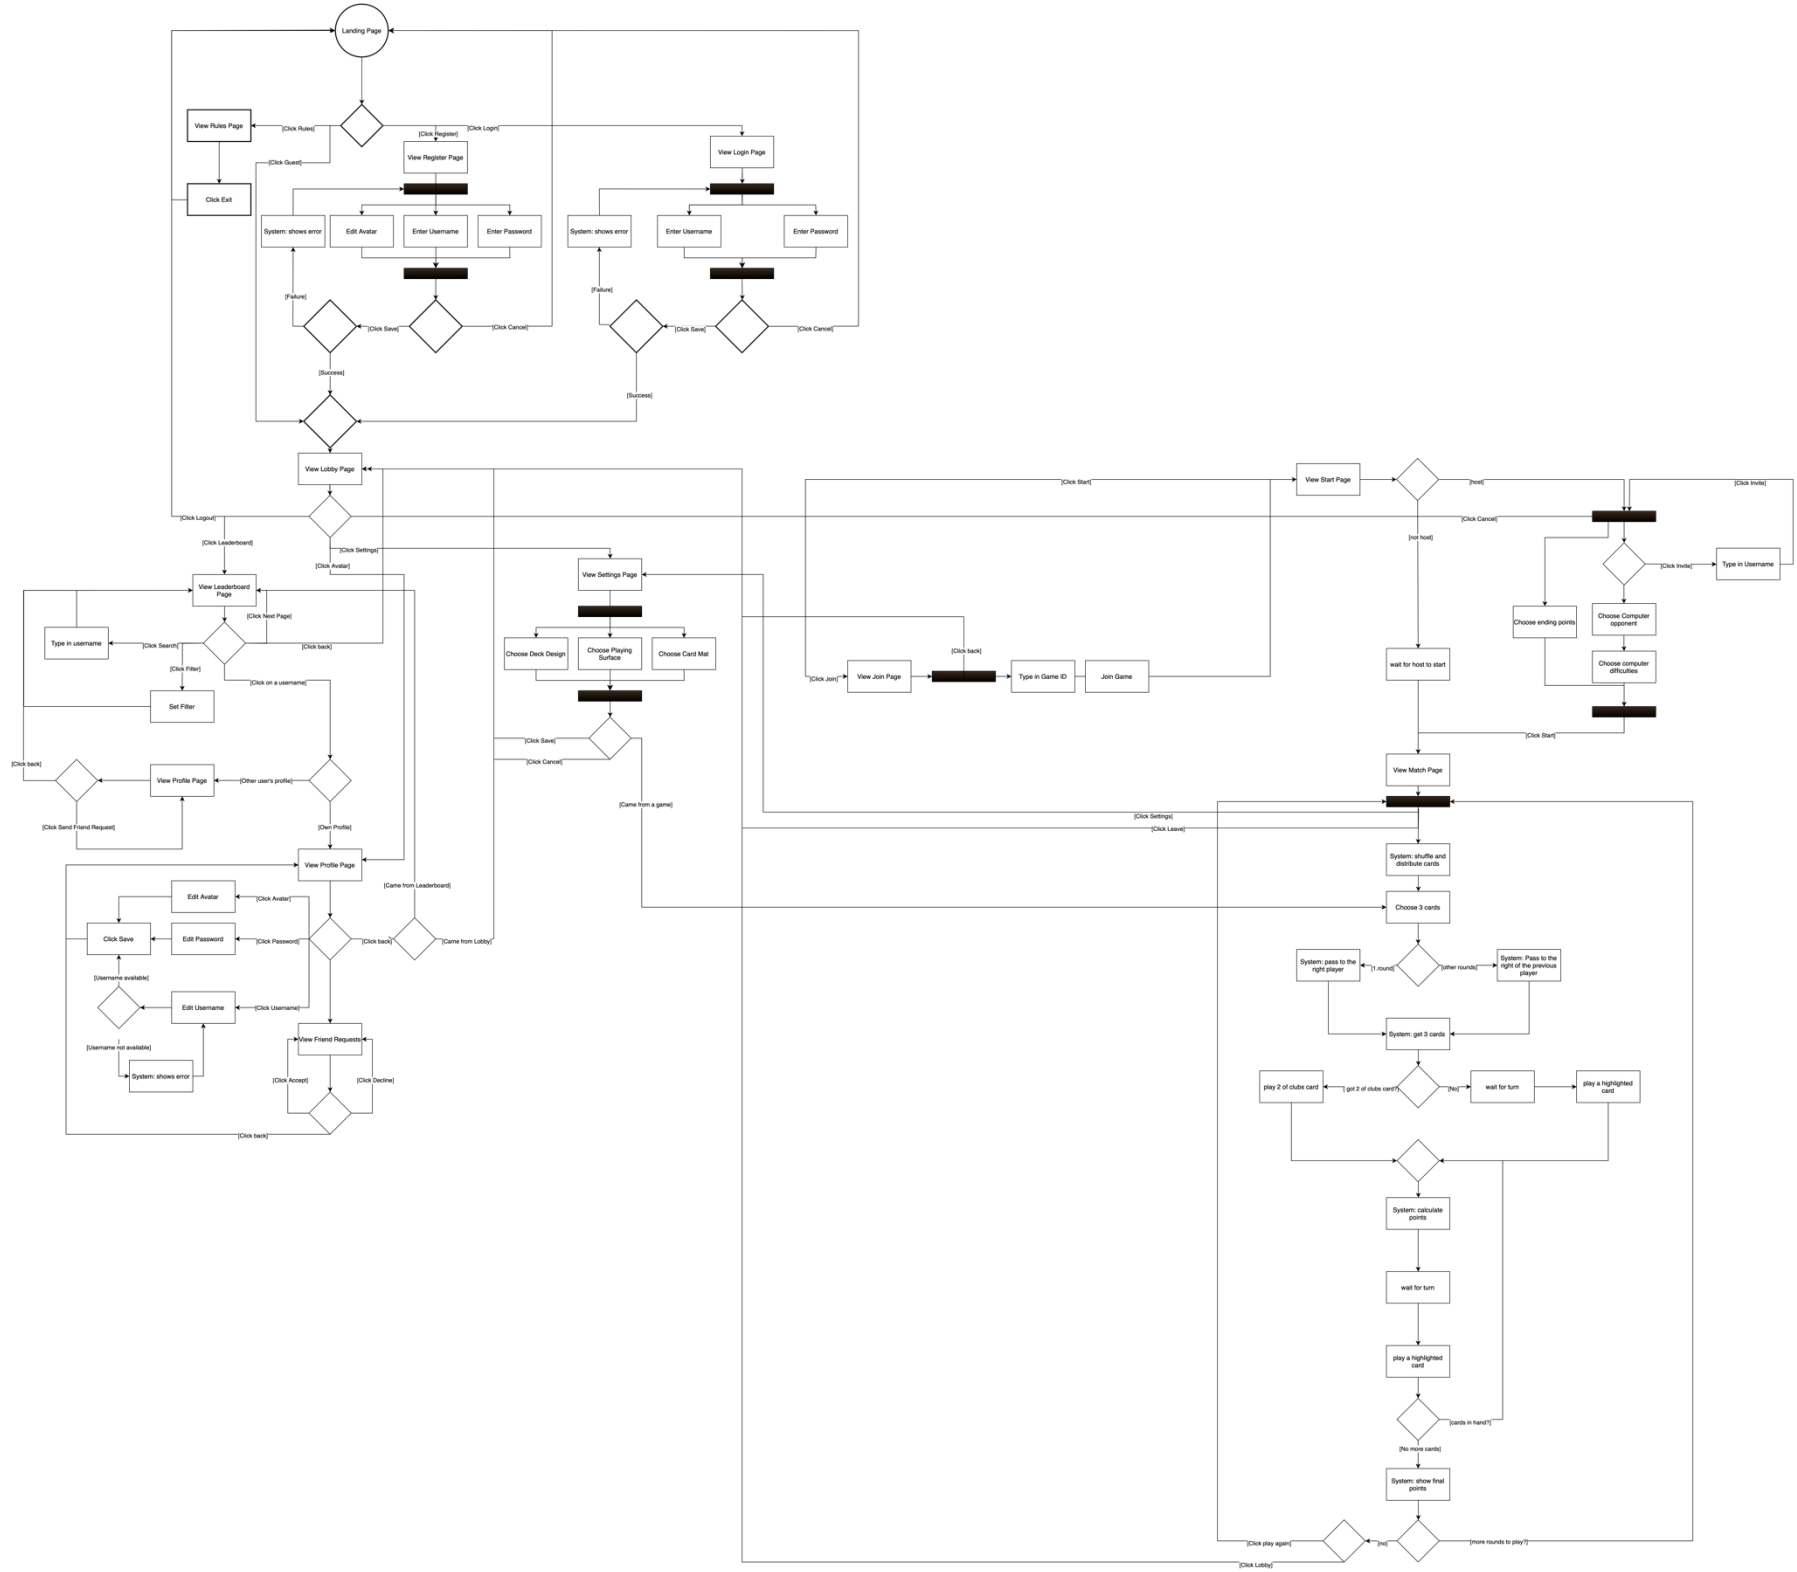 Landing Page
View Rules Page
[Click Rules]
[Click Register]
[Click Login]
View Register Page
View Login Page
[Click Guest]
Click Exit
System: shows error
Edit Avatar
Enter Username
Enter Password
System: shows error
Enter Username
Enter Password
[Failure]
[Failure]
[Click Save]
[Click Cancel]
[Click Save]
[Click Cancel]
[Success]
[Success]
View Lobby Page
[Click Logout]
[Click Leaderboard]
[Click Settings]
[Click Avatar]
View Settings Page
View Leaderboard
Page
[Click Next Page]
Type in username
[Click Search]
[Click back]
[Click Filter]
[Click on a username]
Set Filter
Choose Deck Design
Choose Playing
Surface
Choose Card Mat
[Click Save]
[Click Cancel]
[Came from a game]
[Click back]
View Profile Page
[Other user's profile]
[Click Send Friend Request]
[Own Profile]
View Profile Page
[Came from Leaderboard]
Edit Avatar
[Click Avatar]
Click Save
Edit Password
[Click Password]
[Click back]
[Came from Lobby]
[Username available]
Edit Username
[Click Username]
[Username not available]
System: shows error
View Friend Requests
[Click Accept]
[Click Decline]
[Click back]
[Click Start]
View Start Page
[host]
[Click Invite]
[Click Cancel]
[not host]
[Click Invite]
Type in Username
Choose ending points
Choose Computer
opponent
Choose computer
difficulties
[Click back]
[Click Join]
View Join Page
Type in Game ID
Join Game
wait for host to start
[Click Start]
View Match Page
[Click Settings]
[Click Leave]
System: shuffle and
distribute cards
Choose 3 cards
System: pass to the
right player
[1.round]
[other rounds]
System: Pass to the
right of the previous
player
System: get 3 cards
play 2 of clubs card
[ got 2 of clubs card?]
[No]
wait for turn
play a highlighted
card
System: calculate
points
wait for turn
play a highlighted
card
[cards in hand?]
[No more cards]
System: show final
points
[Click play again]
[no]
[more rounds to play?]
[Click Lobby]